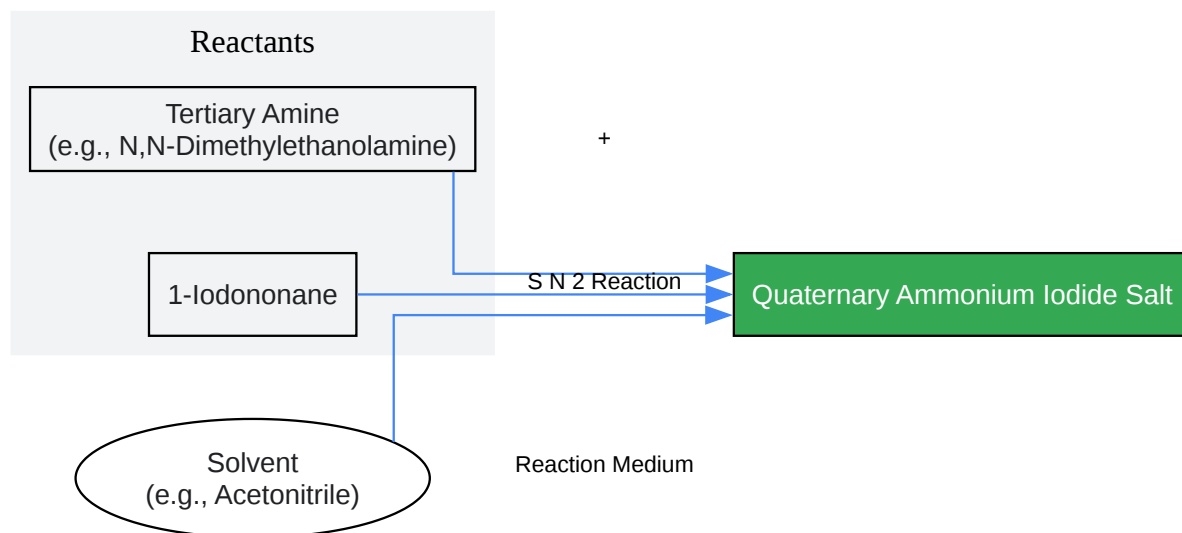 Reactants
Tertiary Amine
(e.g., N,N-Dimethylethanolamine)
+
1-Iodononane
S N 2 Reaction
Quaternary Ammonium Iodide Salt
Solvent
(e.g., Acetonitrile)
Reaction Medium